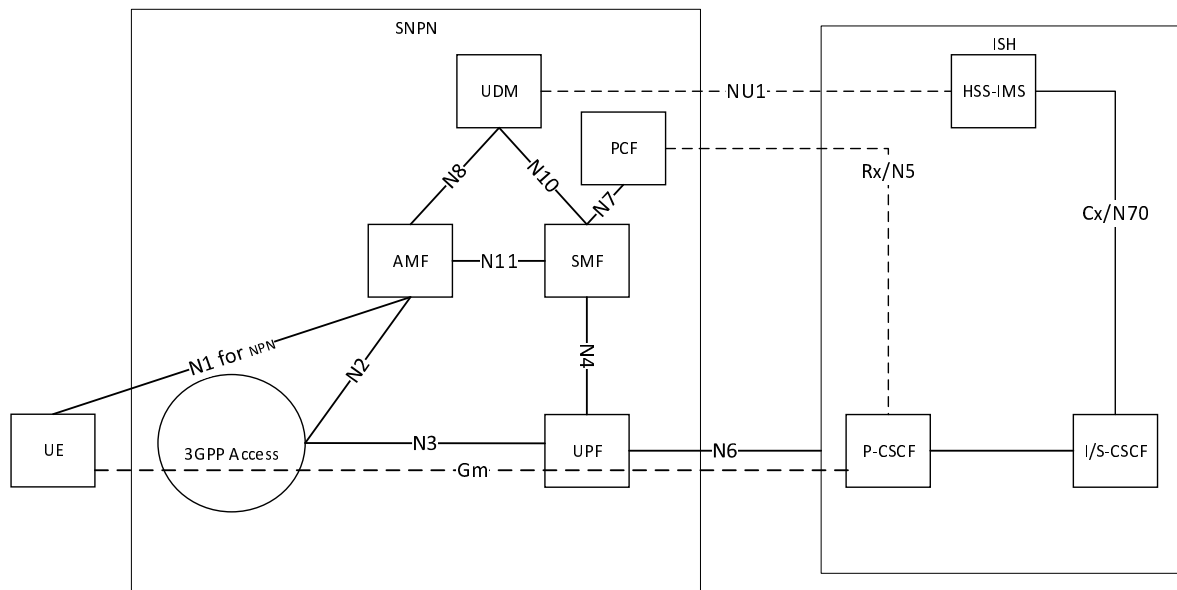 SNPN
ISH
UDM
NU1
HSS-IMS
PCF
Rx/N5
N8
N10
N7
Cx/N70
AMF
N11
SMF
N1 for NPN
N2
N4
UE
3GPP Access
N3
UPF
N6
P-CSCF
I/S-CSCF
Gm